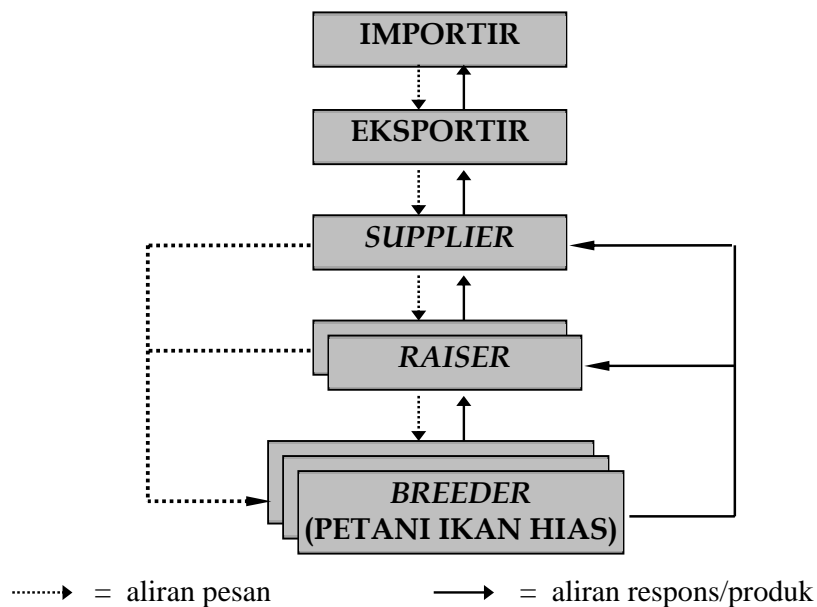 IMPORTIR
EKSPORTIR
SUPPLIER
RAISER
BREEDER
(PETANI IKAN HIAS)
= aliran pesan
= aliran respons/produk